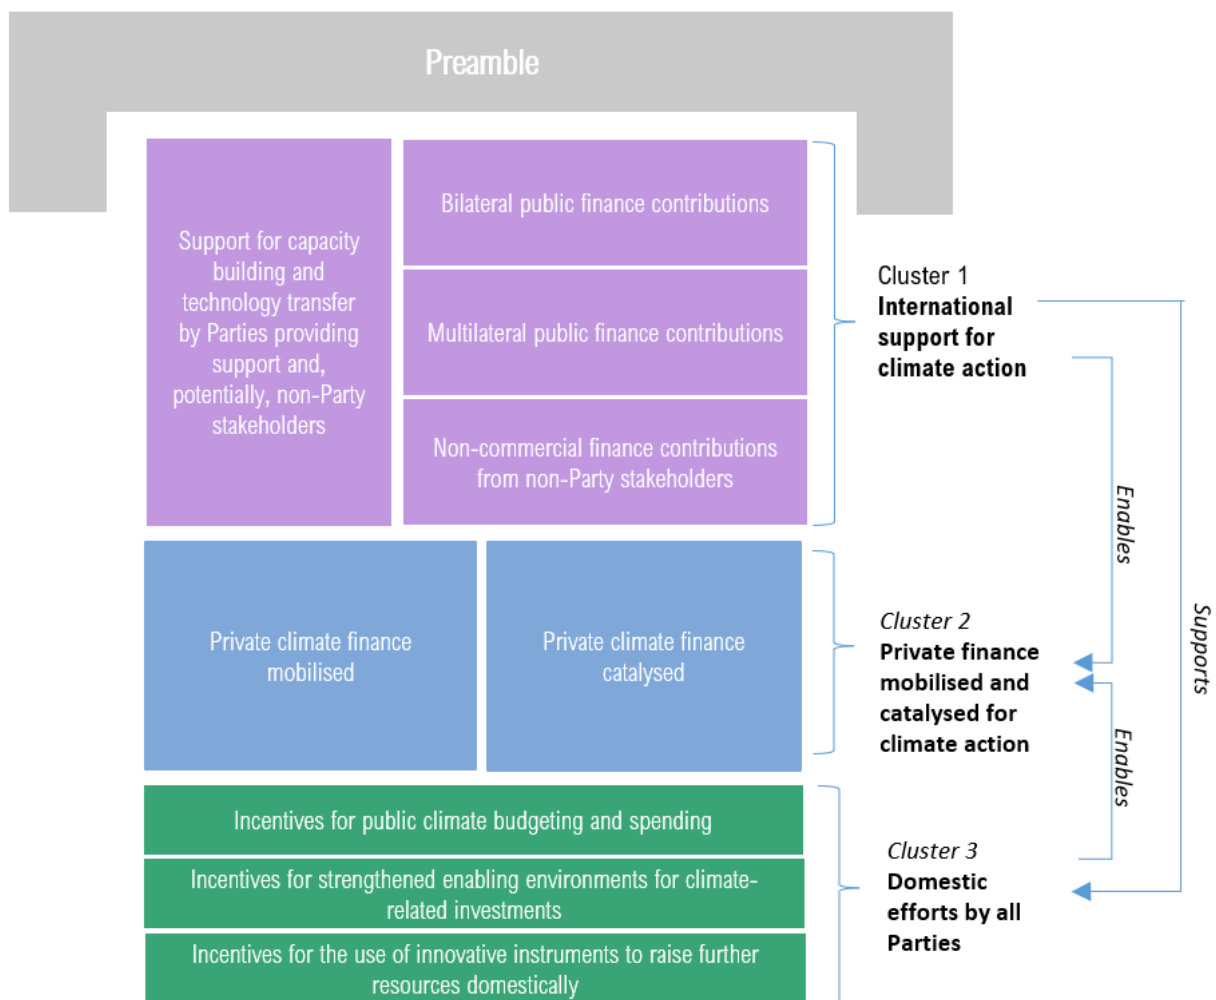 Preamble
Support for capacity
building and
technology transfer
by Parties providing
support and,
potentially, non-Party
stakeholders
Bilateral public finance contributions
Multilateral public finance contributions
Non-commercial finance contributions
from non-Party stakeholders
Cluster 1
International
support for
climate action
Enables
Supports
Private climate finance
mobilised
Private climate finance
catalysed
Cluster 2
Private finance
mobilised and
catalysed for
climate action
Enables
Incentives for public climate budgeting and spending
Incentives for strengthened enabling environments for climate-
related investments
Incentives for the use of innovative instruments to raise further
resources domestically
Cluster 3
Domestic
efforts by all
Parties